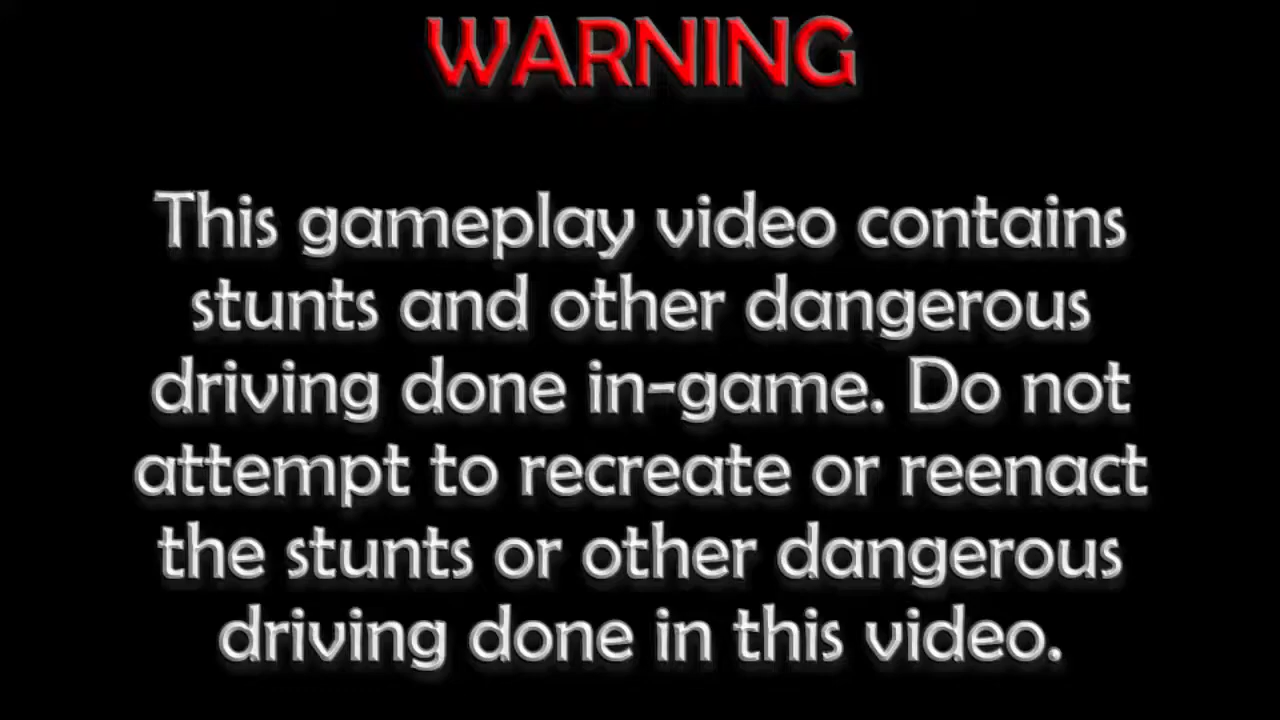 WARNING
This gameplay video contains
stunts and other dangerous
driving done in-game. Do not
attempt to recreate or reenact
the stunts or other dangerous
driving done in this video.